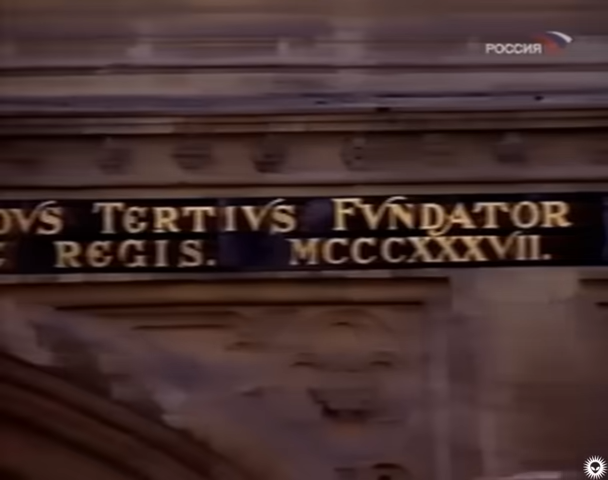 РОССИЯ
DVS TERTIVS FVNDATOR
REGIS. MCCCXXXVII.